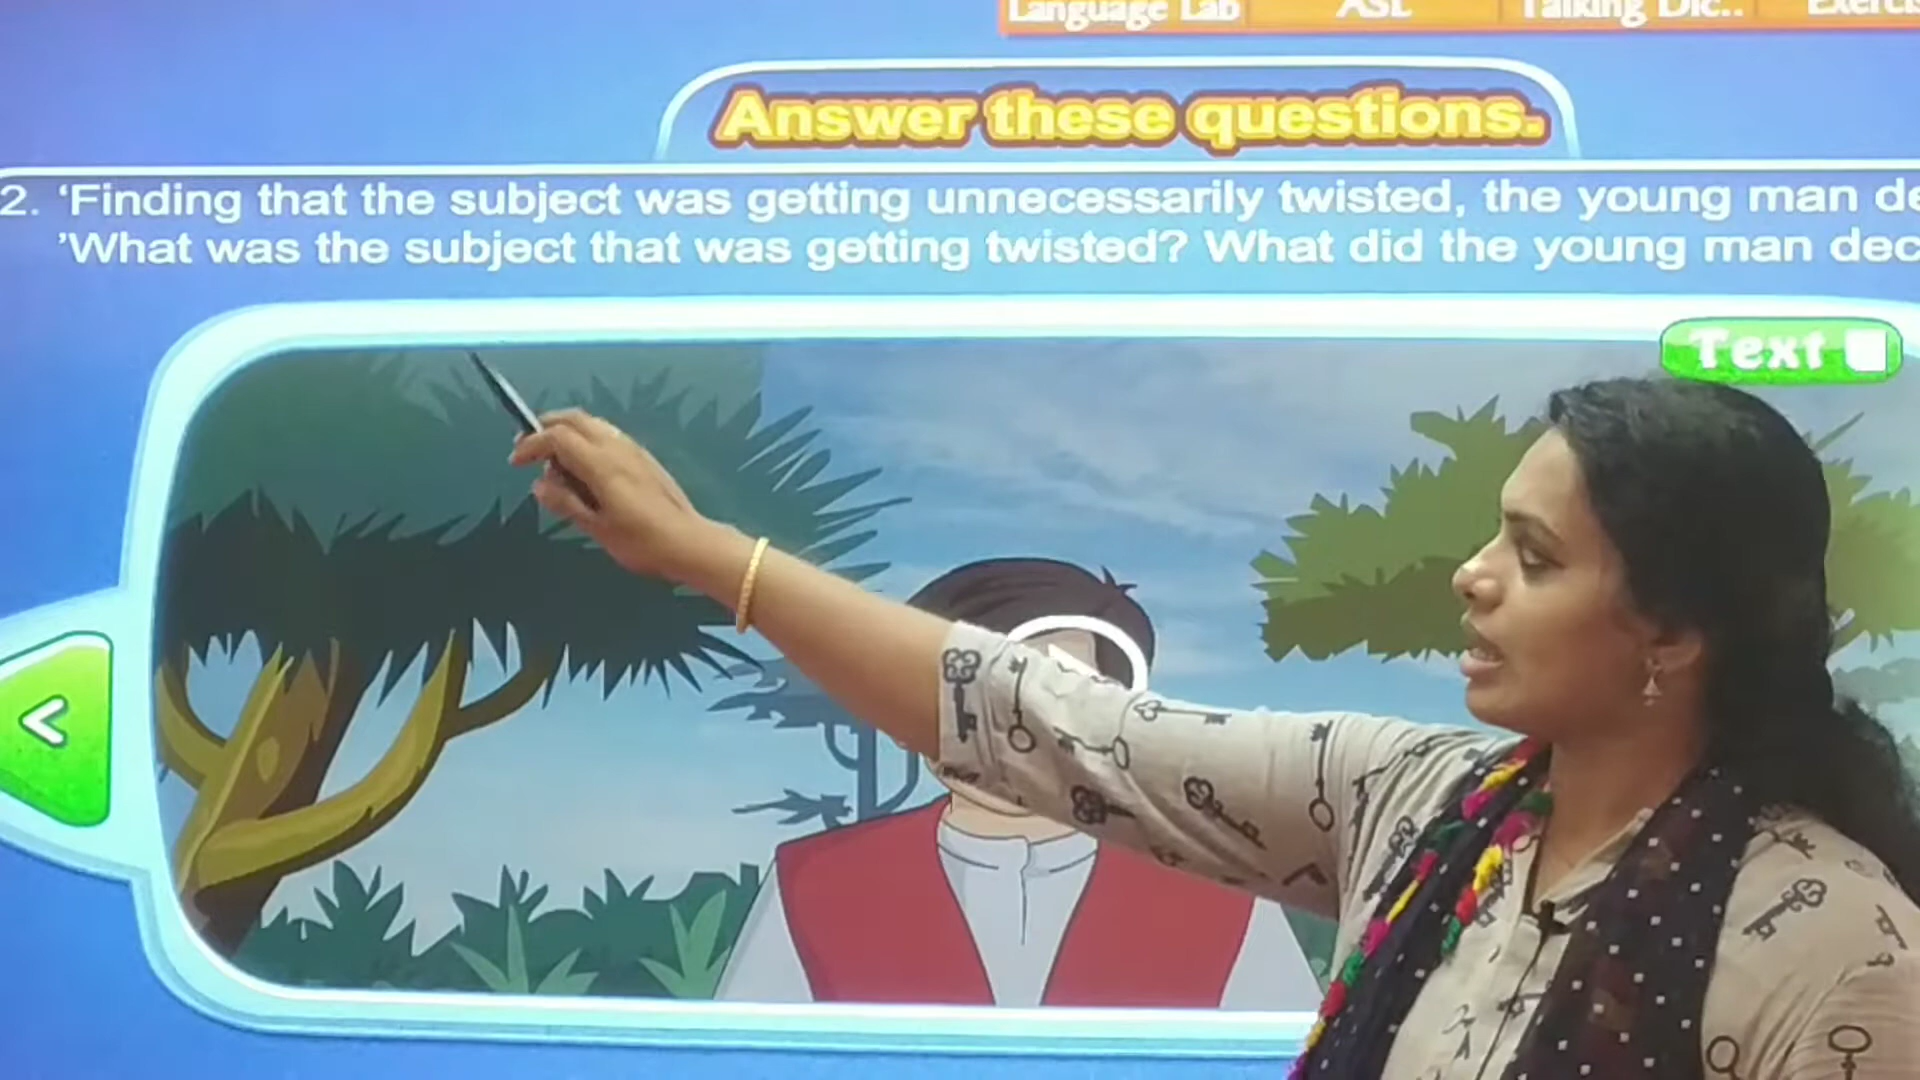 Language Lab ASL Talking Dic..
Answer these questions.
2. ‘Finding that the subject was getting unnecessarily twisted, the young man
’What was the subject that was getting twisted? What did the young man
Text
<